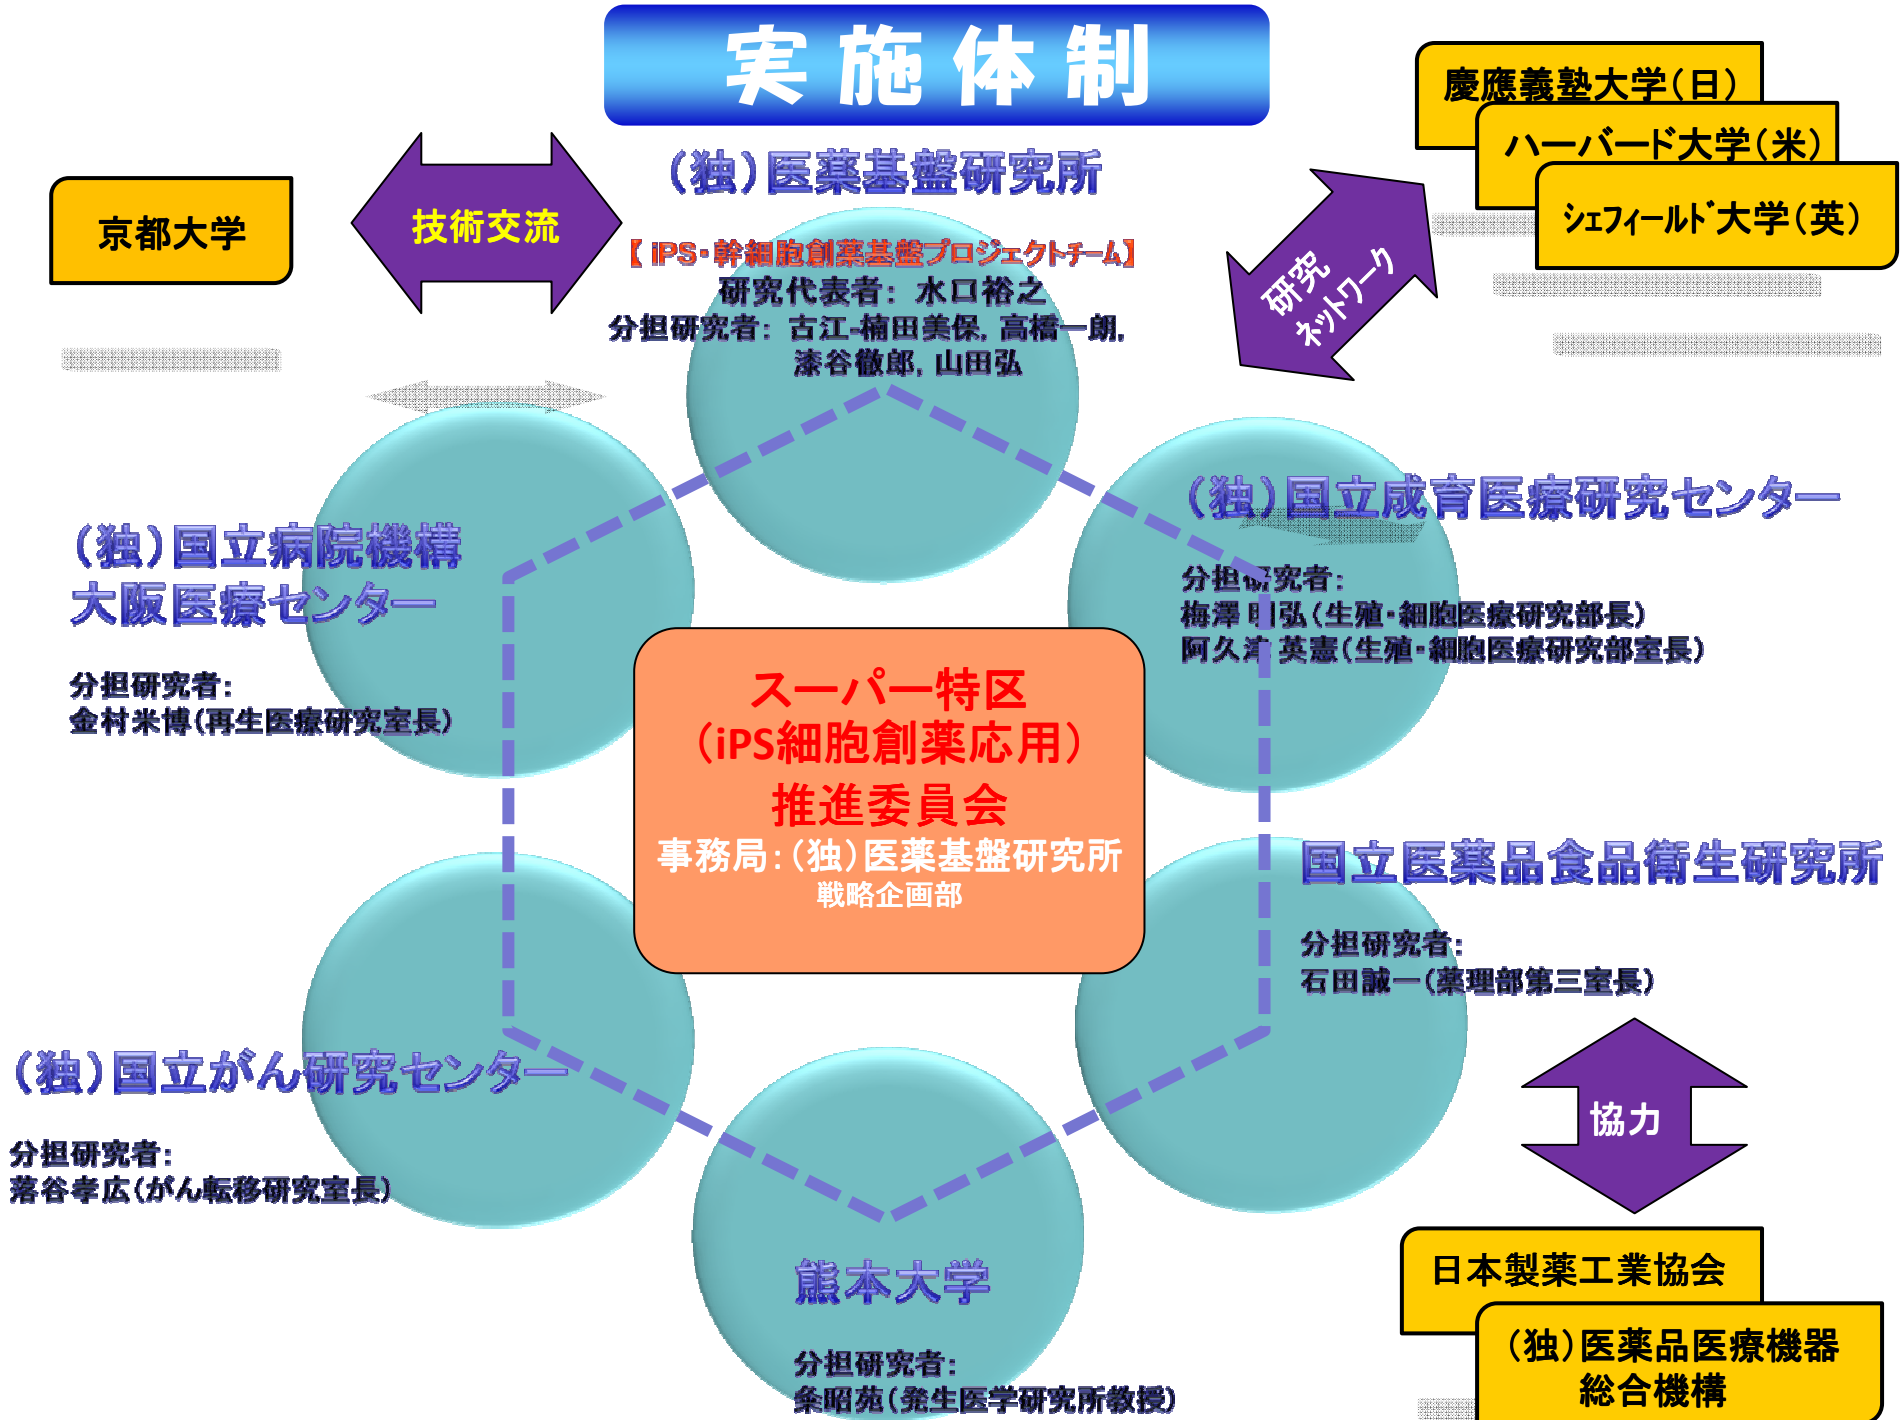 実施体制
慶應義塾大学（日）
ハーバード大学（米）
シェフィールド大学（英）
京都大学
技術交流
（独）医薬基盤研究所
【iPS・幹細胞創薬基盤プロジェクトチーム】
研究代表者： 水口裕之
分担研究者： 古江-楠田美保, 高橋一朗,
漆谷徹郎, 山田弘
研究
ネットワーク
（独）国立病院機構
大阪医療センター
分担研究者：
金村米博（再生医療研究室長）
（独）国立成育医療研究センター
分担研究者：
梅澤 明弘（生殖・細胞医療研究部長）
阿久津 英憲（生殖・細胞医療研究部室長）
スーパー特区
（iPS細胞創薬応用）
推進委員会
事務局：（独）医薬基盤研究所
戦略企画部
国立医薬品食品衛生研究所
分担研究者：
石田誠一（薬理部第三室長）
（独）国立がん研究センター
分担研究者：
落谷孝広（がん転移研究室長）
協力
熊本大学
分担研究者：
粂昭苑（発生医学研究所教授）
日本製薬工業協会
（独）医薬品医療機器
総合機構